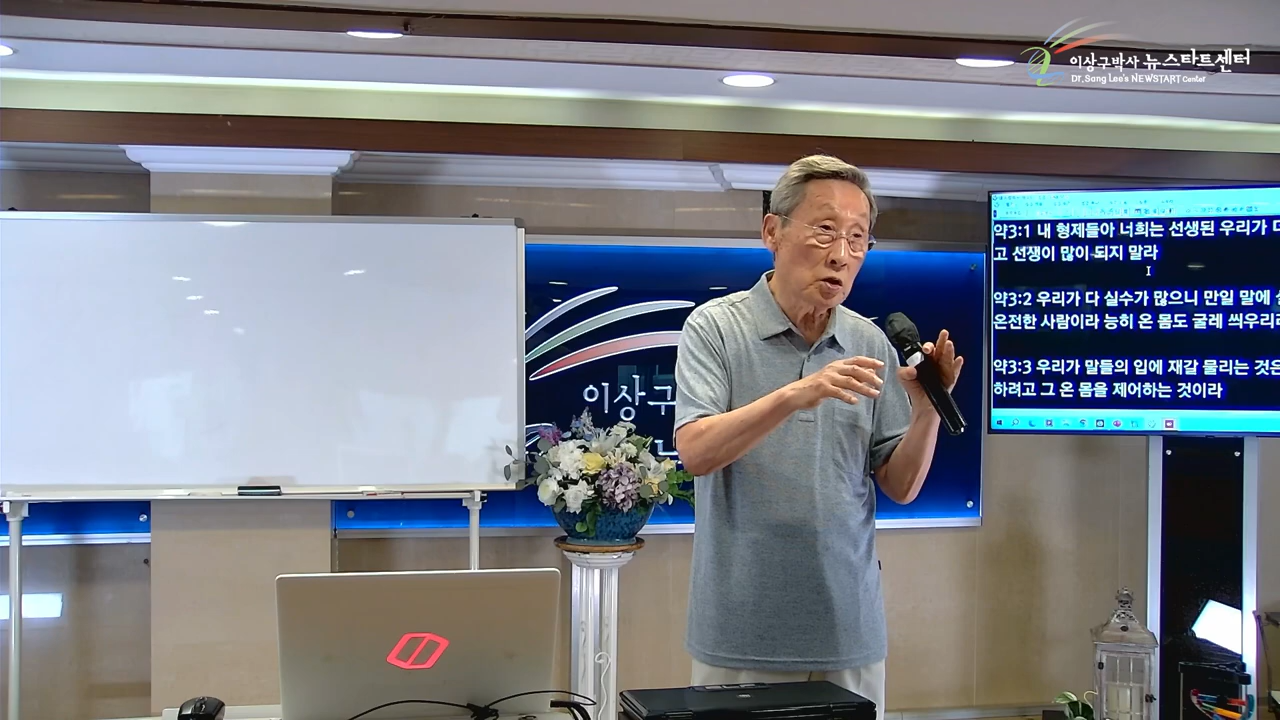 이상구박사 뉴스타트센터
Dr. Sang Lee's NEWSTART Center
약3:1 내 형제들아 너희는 선생된 우리가 더
고 선쟁이 많이 되지 말라
약3:2 우리가 다 실수가 많으니 만일 말에
온전한 사람이라 능히 온 몸도 굴레 씌우리라
약3:3 우리가 말들의 입에 재갈 물리는 것은
하려고 그 온 몸을 제어하는 것이라
이상구